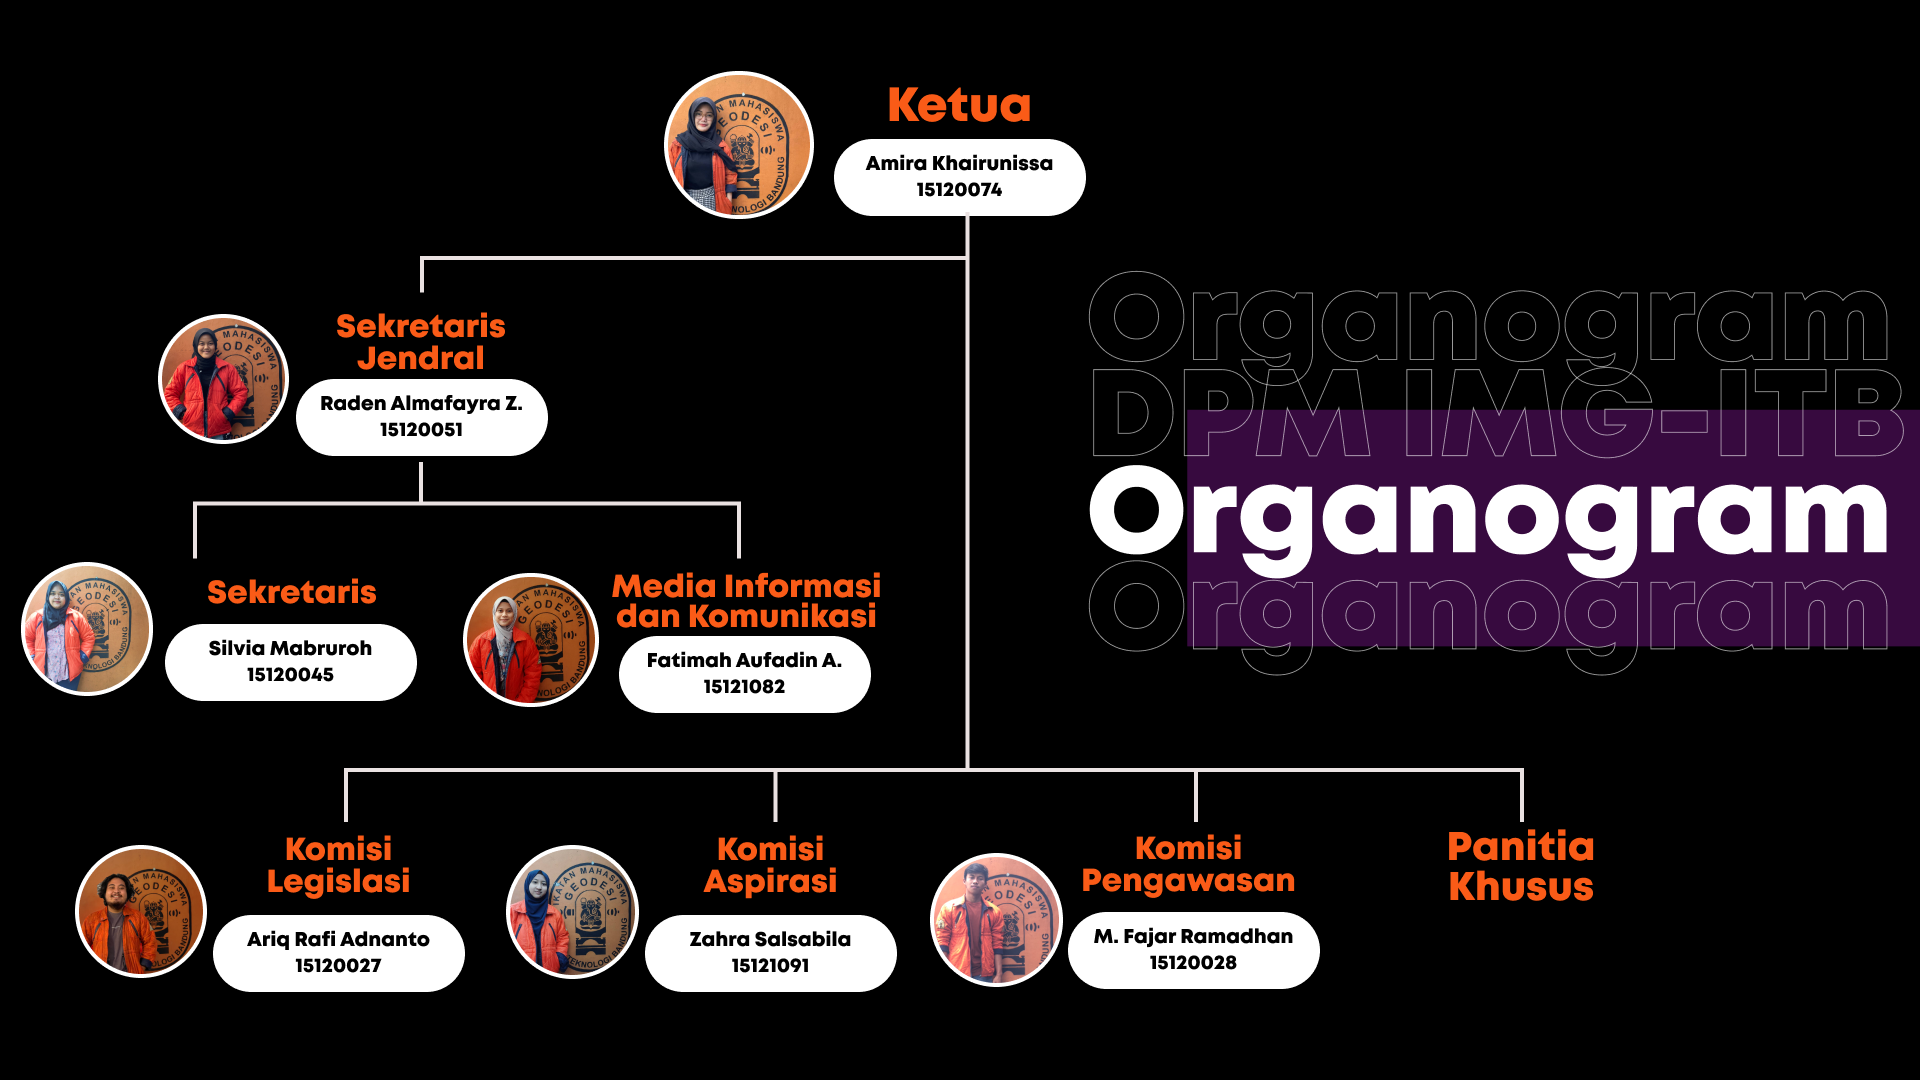 Ketua
Amira Khairunissa
15120074
Sekretaris
Jendral
Raden Almafayra Z.
15120051
Sekretaris
Silvia Mabruroh
15120045
Media Informasi
dan Komunikasi
Fatimah Aufadin A.
15121082
Organogram
DPM IMG-ITB
Organogram
Organogram
Komisi
Legislasi
Ariq Rafi Adnanto
15120027
Komisi
Aspirasi
Zahra Salsabila
15121091
Komisi
Pengawasan
M. Fajar Ramadhan
15120028
Panitia
Khusus